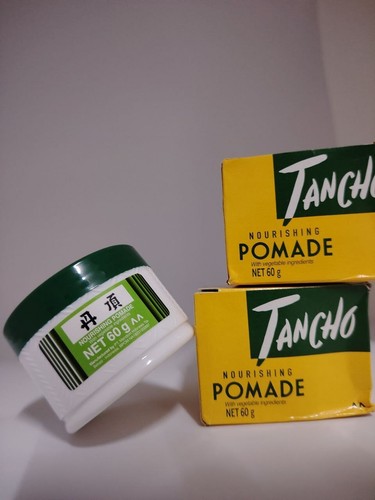 TANCHO
NOURISHING
POMADE
With vegetable ingredients
NET 60 g
TANCHO
NOURISHING
POMADE
With vegetable ingredients
NET 60 g
丹頂
NOURISHING POMADE
NET 60 g